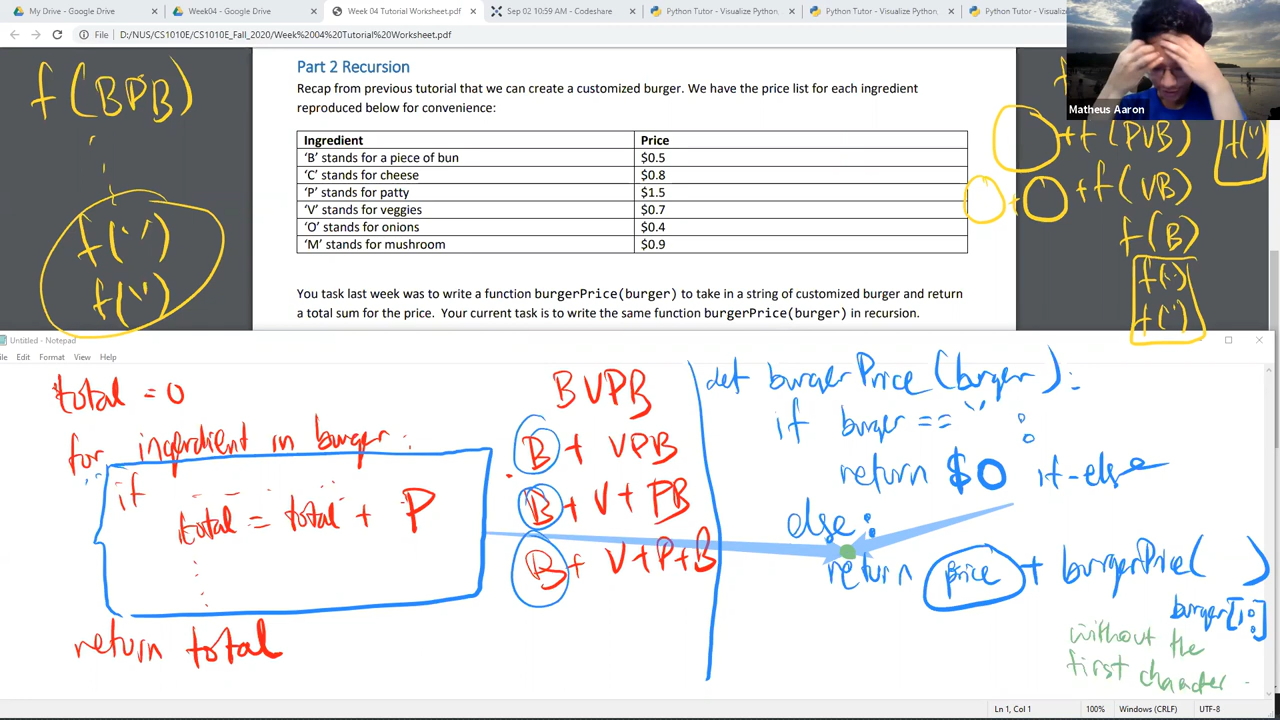 My Drive - Google Drive
Week04 - Google Drive
Week 04 Tutorial Worksheet.pdf
Sep 02 10:59 AM - Codeshare
Python Tutor - Visualize Python,
Python Tutor - Visualize Python,
Python Tutor - Visualiz
File
D:/NUS/CS1010E/CS1010E_Fall_2020/Week%2004%20Tutorial%20Worksheet.pdf
Matheus Aaron
Part 2 Recursion
Recap from previous tutorial that we can create a customized burger. We have the price list for each ingredient
reproduced below for convenience:
Ingredient Price
‘B’ stands for a piece of bun $0.5
‘C’ stands for cheese $0.8
‘P’ stands for patty $1.5
‘V’ stands for veggies $0.7
‘O’ stands for onions $0.4
‘M’ stands for mushroom $0.9
You task last week was to write a function burgerPrice(burger) to take in a string of customized burger and return
a total sum for the price. Your current task is to write the same function burgerPrice(burger) in recursion.
f(BPB)
f('')
f('')
+f(PVB)
f('')
+ +f(VB)
f(B)
f('')
f('')
Untitled - Notepad
File Edit Format View Help
total = 0
for ingredient in burger:
if
total = total + P
return total
BVPB
B + VPB
B + V + PB
B + V+P+B
def burgerPrice(burger):
if burger == '' :
return $0 if-else
else:
return price + burgerPrice( )
burger[1:]
without the
first character
Ln 1, Col 1 100% Windows (CRLF) UTF-8